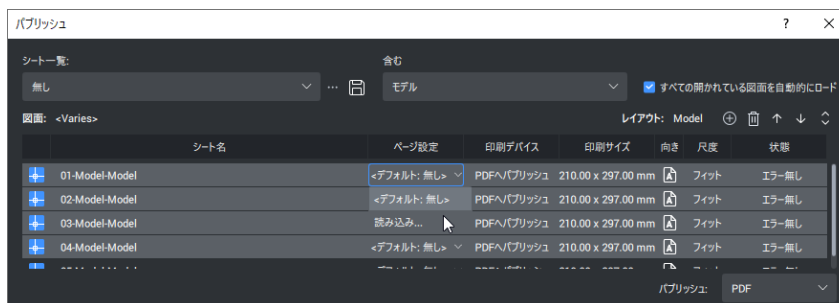 パブリッシュ ?
シート一覧: 含む
無し ... モデル すべての開かれている図面を自動的にロード
図面: <Varies> レイアウト: Model
シート名 ページ設定 印刷デバイス 印刷サイズ 向き 尺度 状態
01-Model-Model <デフォルト: 無し> PDFへパブリッシュ 210.00 x 297.00 mm A フィット エラー無し
02-Model-Model <デフォルト: 無し> PDFへパブリッシュ 210.00 x 297.00 mm A フィット エラー無し
03-Model-Model 読み込み... PDFへパブリッシュ 210.00 x 297.00 mm A フィット エラー無し
04-Model-Model <デフォルト: 無し> PDFへパブリッシュ 210.00 x 297.00 mm A フィット エラー無し
パブリッシュ: PDF